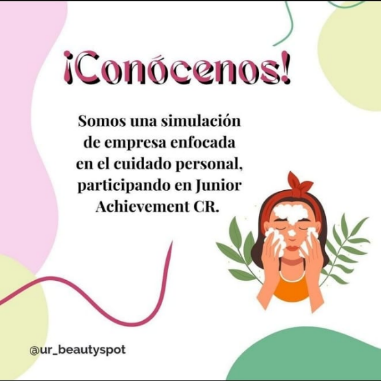 ¡Conócenos!
Somos una simulación
de empresa enfocada
en el cuidado personal,
participando en Junior
Achievement CR.
@ur_beautyspot